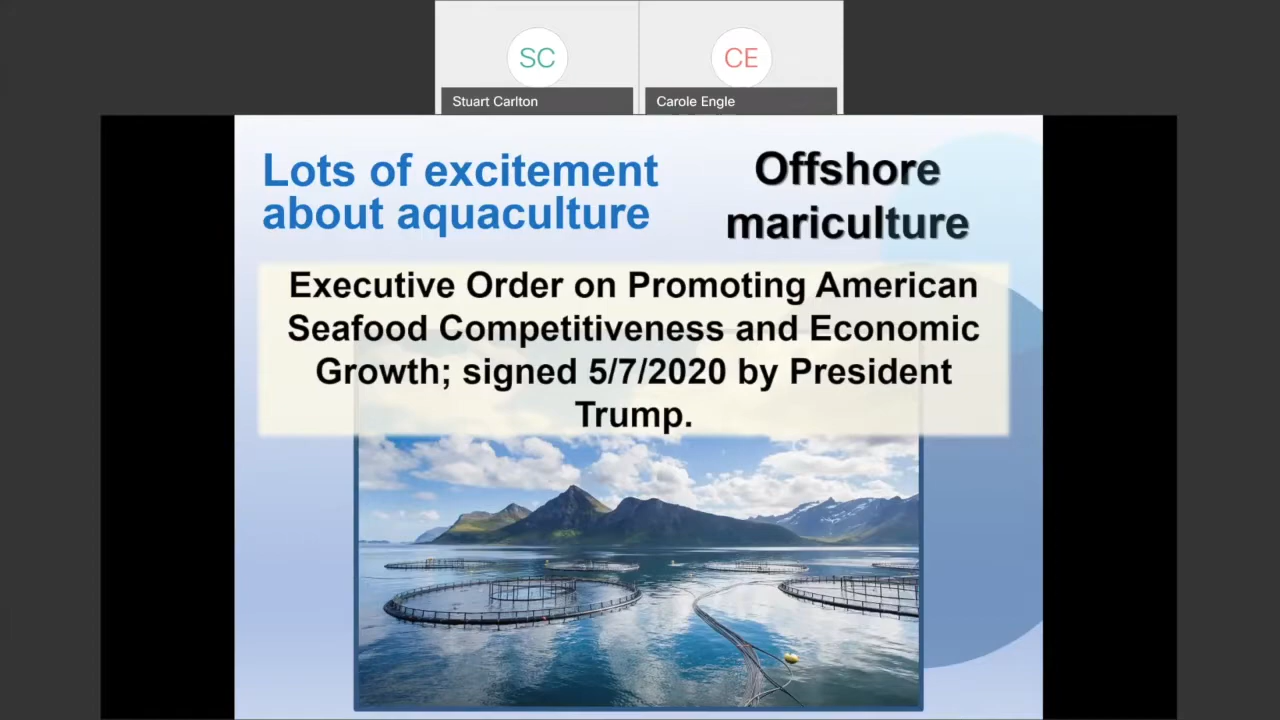 SC
CE
Stuart Carlton
Carole Engle
Lots of excitement
about aquaculture
Offshore
mariculture
Executive Order on Promoting American
Seafood Competitiveness and Economic
Growth; signed 5/7/2020 by President
Trump.